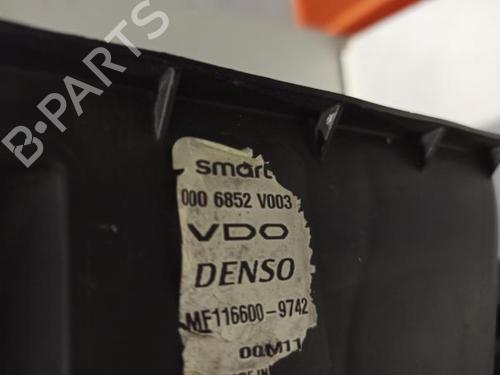 B-PARTS
smart
000 6852 V003
VDO
DENSO
MF116600-9742
00M11